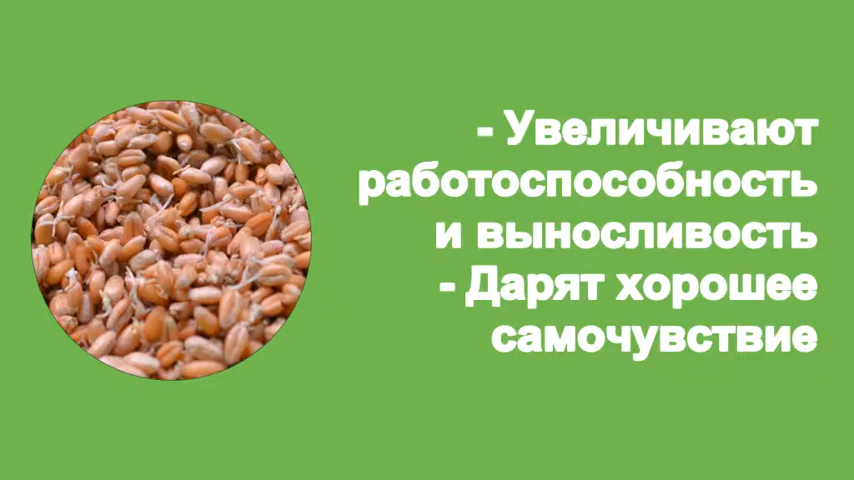 - Увеличивают
работоспособность
и выносливость
- Дарят хорошее
самочувствие